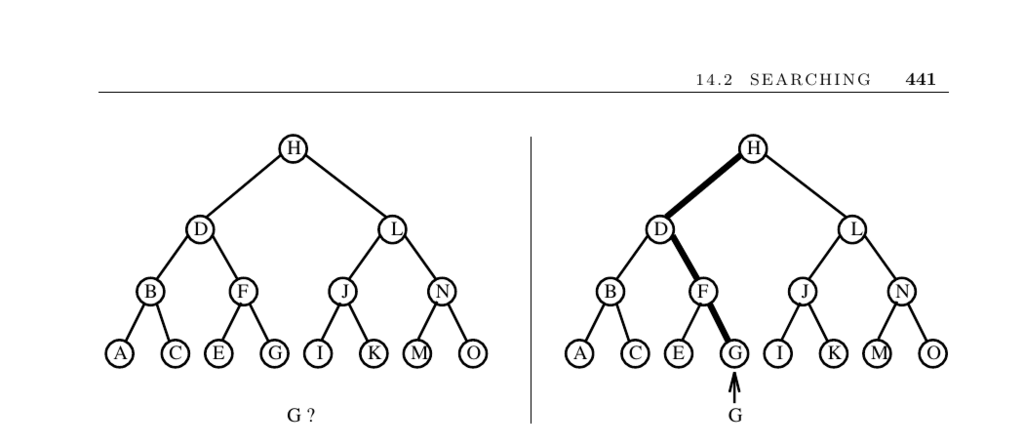 14.2 SEARCHING 441
H H
D L D L
B F J N B F J N
A C E G I K M O A C E G I K M O
G ? G